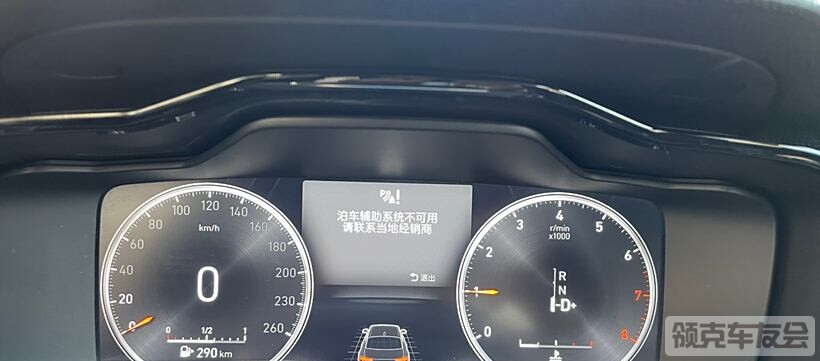 泊车辅助系统不可用
请联系当地经销商
退出
0
km/h
0
20
40
60
80
100
120
140
160
180
200
230
260
0
1/2
1
290 km
r/min
x1000
0
1
2
3
4
5
6
7
8
R
N
D+
领克车友会